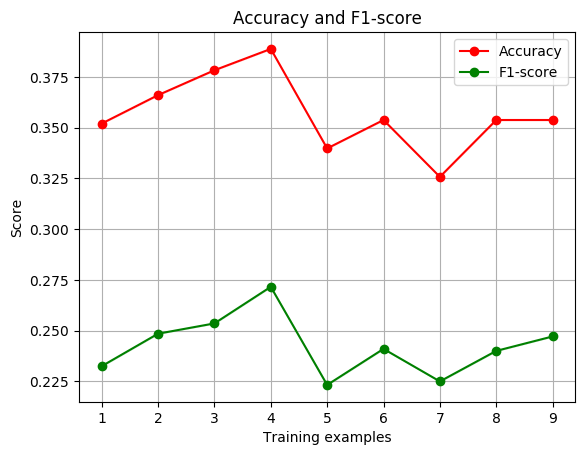 Accuracy and F1-score
Accuracy
F1-score
0.375
0.350
0.325
0.300
0.275
0.250
0.225
Score
1 2 3 4 5 6 7 8 9
Training examples